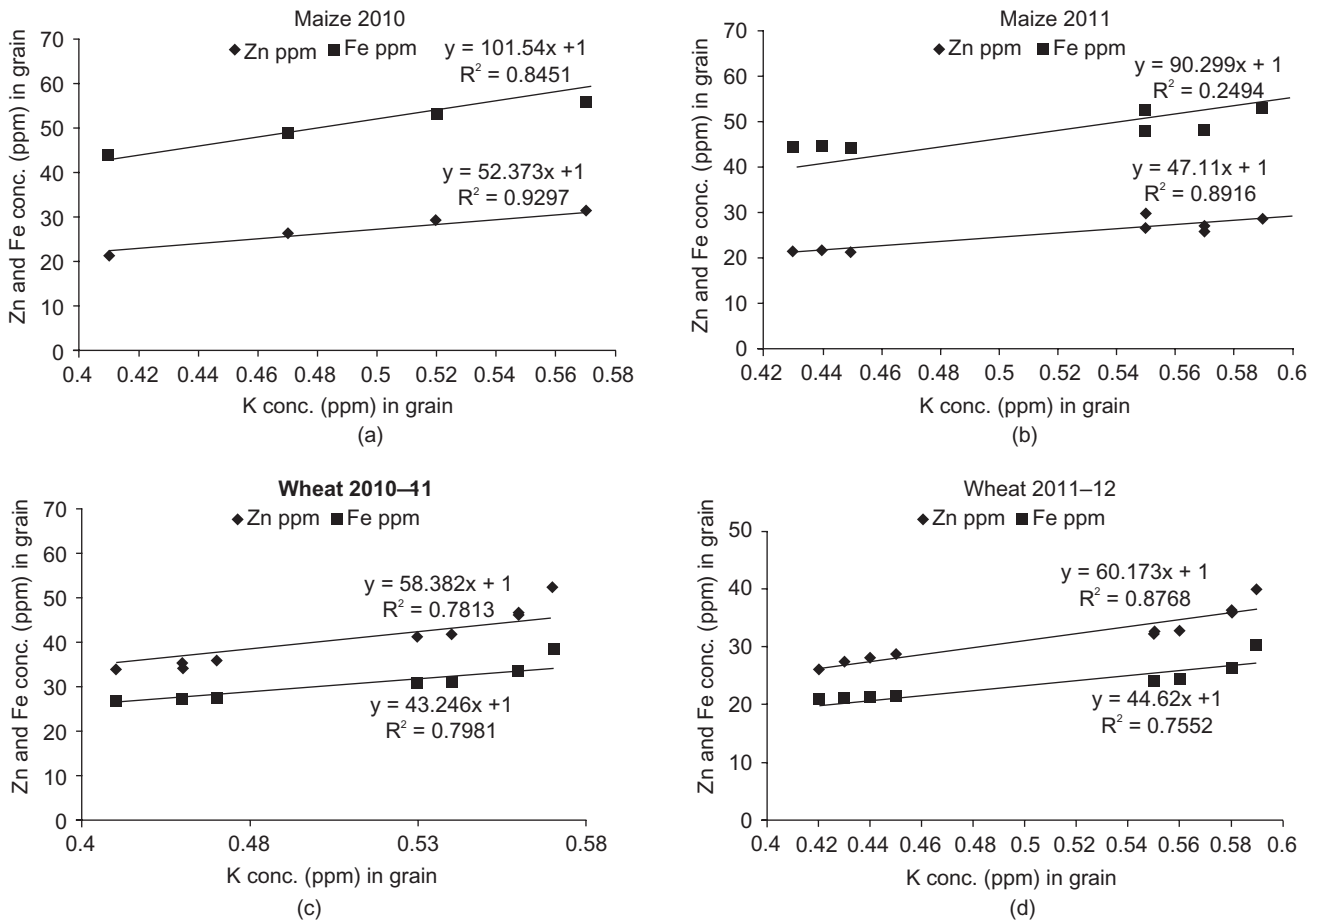 Maize 2010
Zn ppm Fe ppm
y = 101.54x +1
R² = 0.8451
y = 52.373x +1
R² = 0.9297
Zn and Fe conc. (ppm) in grain
70
60
50
40
30
20
10
0
0.4 0.42 0.44 0.46 0.48 0.5 0.52 0.54 0.56 0.58
K conc. (ppm) in grain
(a)
Maize 2011
Zn ppm Fe ppm
y = 90.299x + 1
R² = 0.2494
y = 47.11x + 1
R² = 0.8916
Zn and Fe conc. (ppm) in grain
70
60
50
40
30
20
10
0
0.42 0.44 0.46 0.48 0.5 0.52 0.54 0.56 0.58 0.6
K conc. (ppm) in grain
(b)
Wheat 2010–11
Zn ppm Fe ppm
y = 58.382x + 1
R² = 0.7813
y = 43.246x +1
R² = 0.7981
Zn and Fe conc. (ppm) in grain
70
60
50
40
30
20
10
0
0.4 0.48 0.53 0.58
K conc. (ppm) in grain
(c)
Wheat 2011–12
Zn ppm Fe ppm
y = 60.173x + 1
R² = 0.8768
y = 44.62x +1
R² = 0.7552
Zn and Fe conc. (ppm) in grain
50
40
30
20
10
0
0.4 0.42 0.44 0.46 0.48 0.5 0.52 0.54 0.56 0.58 0.6
K conc. (ppm) in grain
(d)